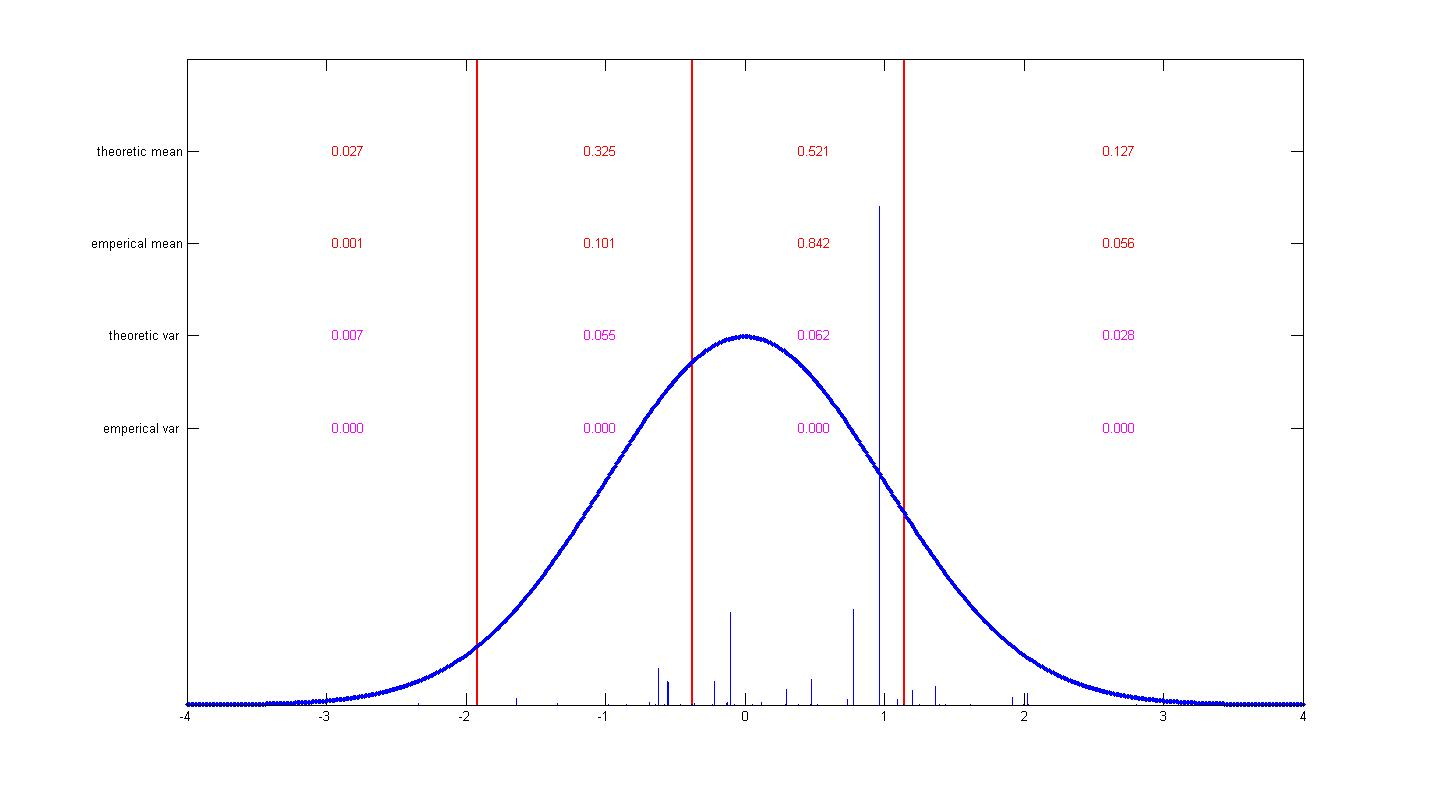 theoretic mean 0.027 0.325 0.521 0.127
emperical mean 0.001 0.101 0.842 0.056
theoretic var 0.007 0.055 0.062 0.028
emperical var 0.000 0.000 0.000 0.000
-4 -3 -2 -1 0 1 2 3 4